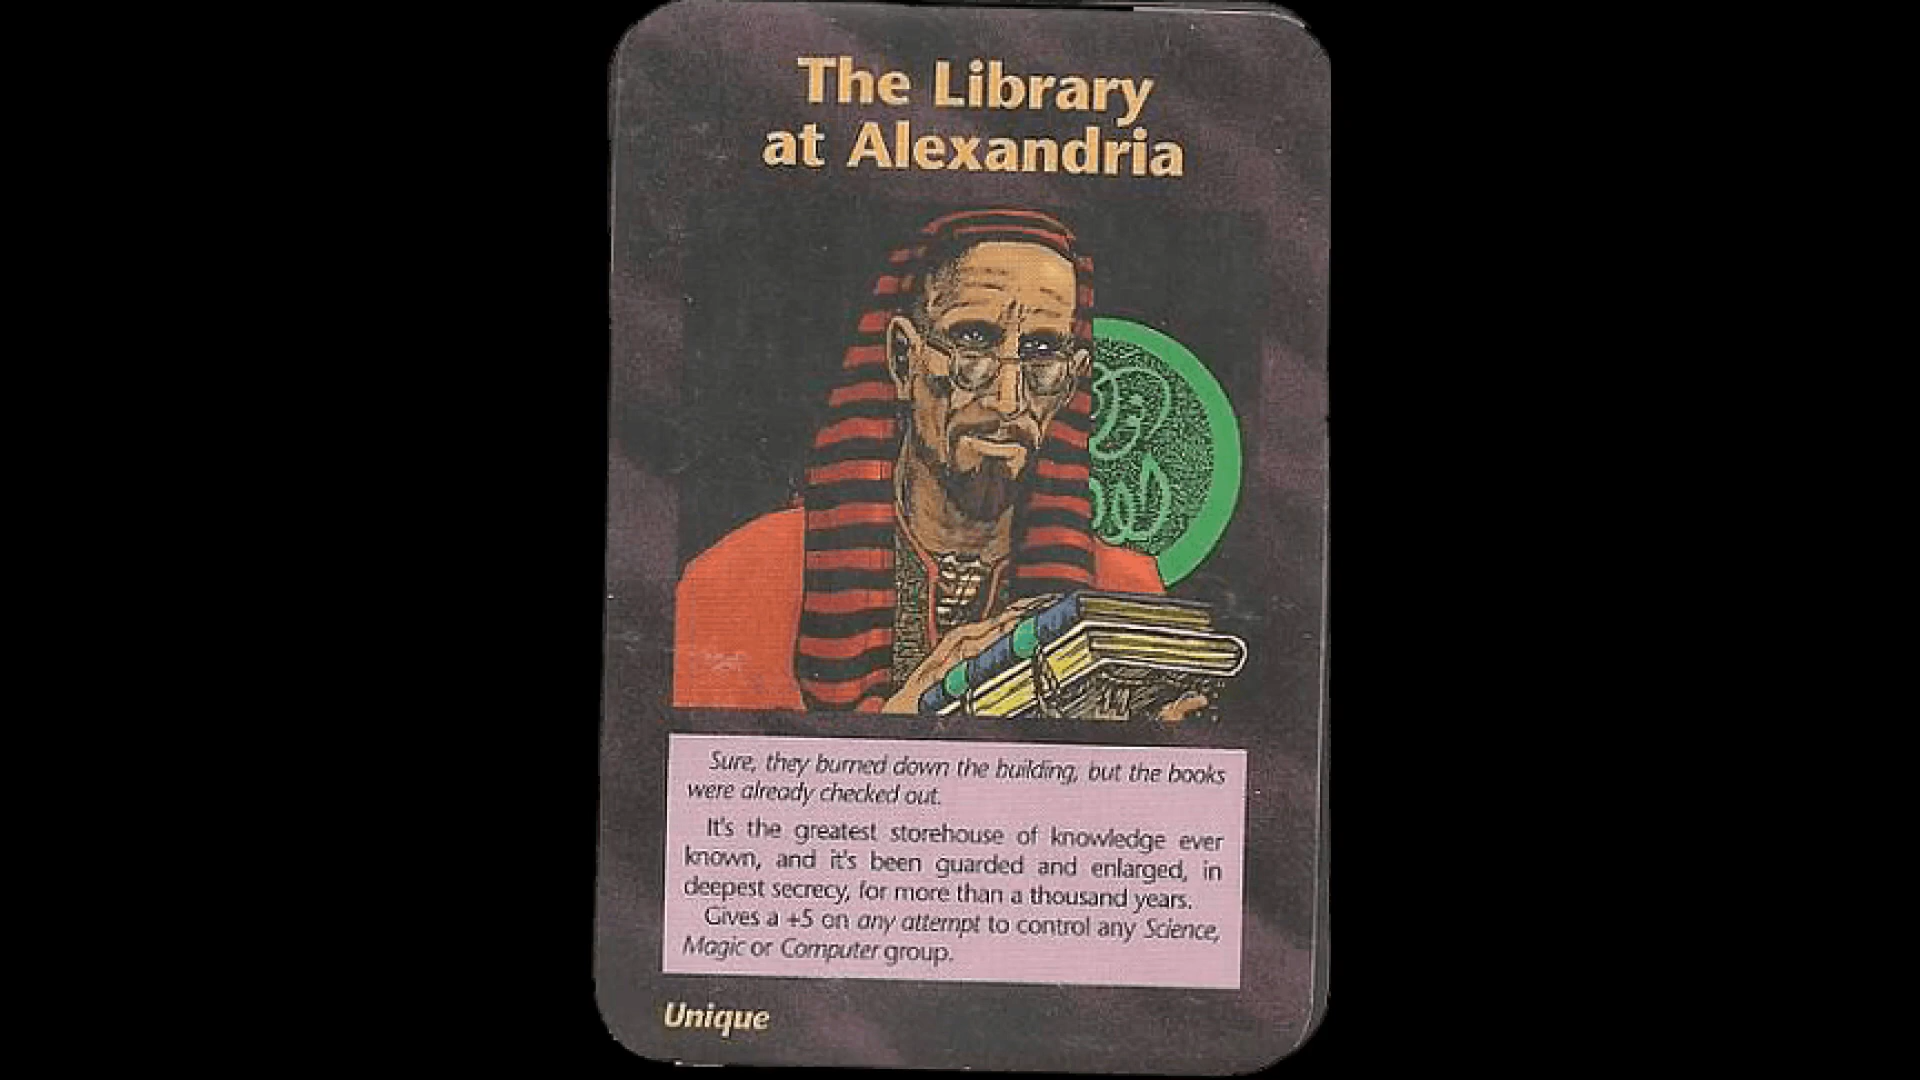 The Library
at Alexandria
Sure, they burned down the building, but the books
were already checked out.
It's the greatest storehouse of knowledge ever
known, and it's been guarded and enlarged, in
deepest secrecy, for more than a thousand years.
Gives a +5 on any attempt to control any Science,
Magic or Computer group.
Unique